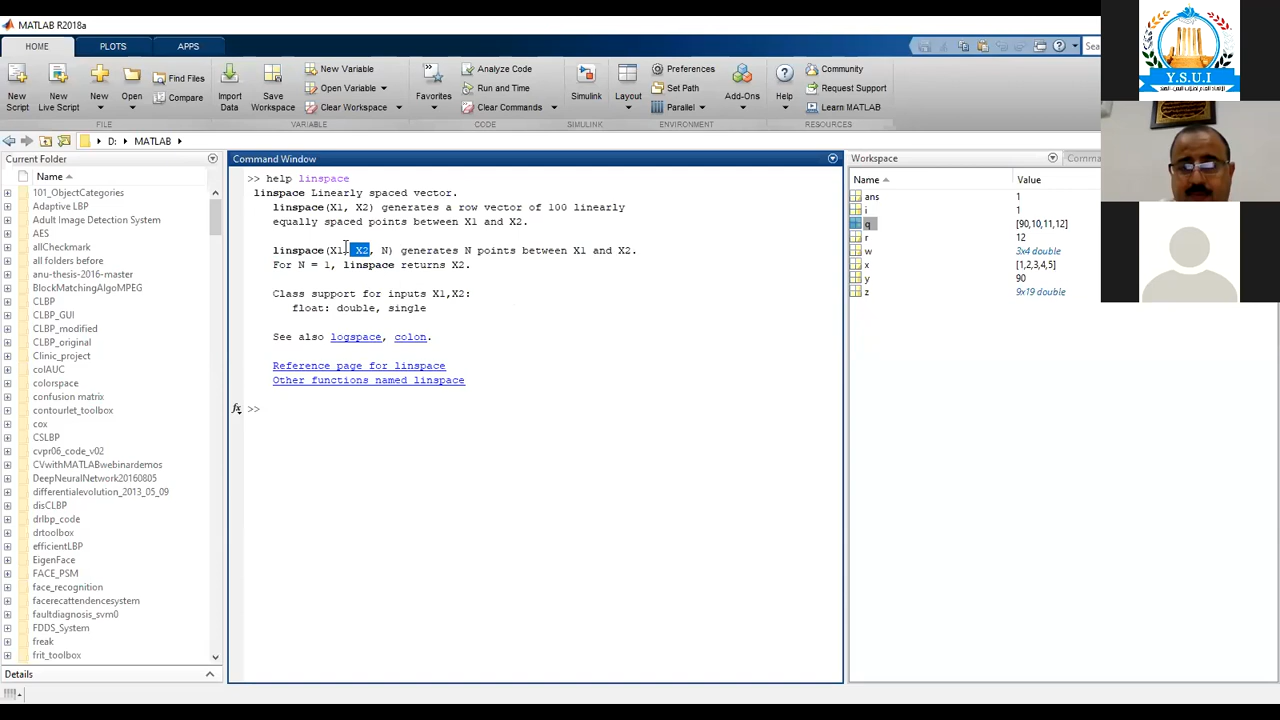 MATLAB R2018a
HOME
PLOTS
APPS
Sea
New Script
New Live Script
New
Open
Find Files
Compare
Import Data
Save Workspace
New Variable
Open Variable
Clear Workspace
Favorites
Analyze Code
Run and Time
Clear Commands
Simulink
Layout
Preferences
Set Path
Parallel
Add-Ons
Help
Community
Request Support
Learn MATLAB
FILE
VARIABLE
CODE
SIMULINK
ENVIRONMENT
RESOURCES
D: MATLAB
Current Folder
Name
101_ObjectCategories
Adaptive LBP
Adult Image Detection System
AES
allCheckmark
all folders before
anu-thesis-2016-master
BlockMatchingAlgoMPEG
CLBP
CLBP_GUI
CLBP_modified
CLBP_original
Clinic_project
colAUC
colorspace
confusion matrix
contourlet_toolbox
cox
CSLBP
cvpr06_code_v02
CVwithMATLABwebinardemos
DeepNeuralNetwork20160805
differentialevolution_2013_05_09
disCLBP
drlbp_code
drtoolbox
efficientLBP
EigenFace
FACE_PSM
face_recognition
facerecattendencesystem
faultdiagnosis_svm0
FDDS_System
freak
frit_toolbox
Details
Command Window
>> help linspace
linspace Linearly spaced vector.
linspace(X1, X2) generates a row vector of 100 linearly
equally spaced points between X1 and X2.
linspace(X1, X2, N) generates N points between X1 and X2.
For N = 1, linspace returns X2.
Class support for inputs X1,X2:
float: double, single
See also logspace, colon.
Reference page for linspace
Other functions named linspace
fx >>
Workspace
Comma
Name Value
ans 1
i 1
q [90,10,11,12]
r 12
w 3x4 double
x [1,2,3,4,5]
y 90
z 9x19 double
Y.S.U.I